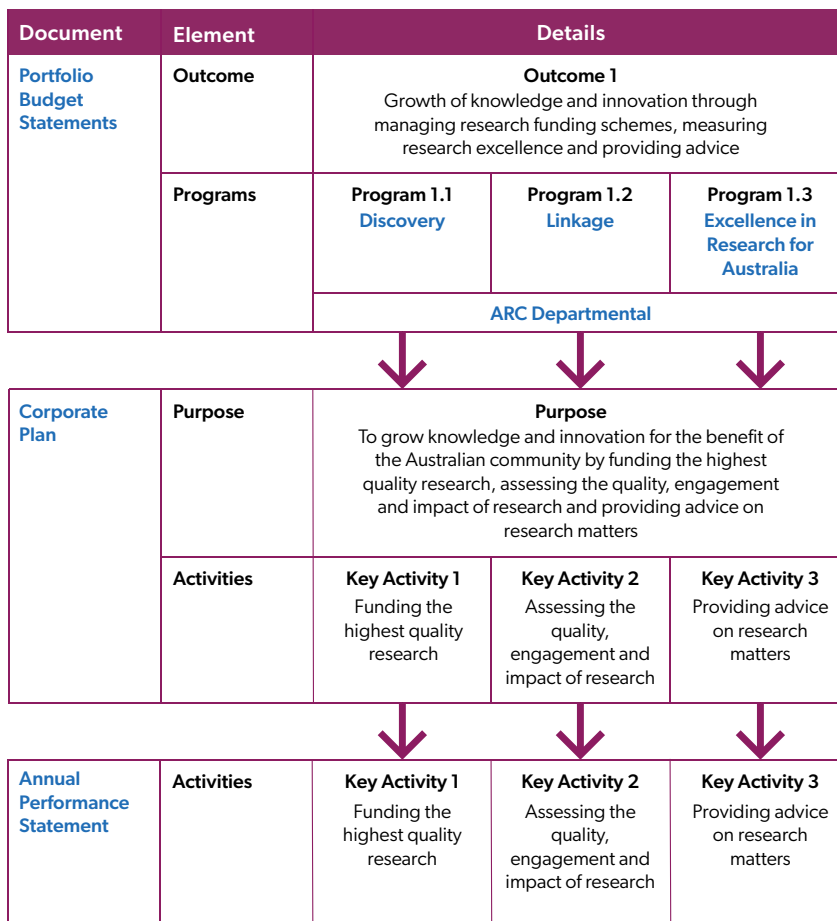 Document
Element
Details
Portfolio
Budget
Statements
Outcome
Outcome 1
Growth of knowledge and innovation through
managing research funding schemes, measuring
research excellence and providing advice
Programs
Program 1.1
Discovery
Program 1.2
Linkage
Program 1.3
Excellence in
Research for
Australia
ARC Departmental
Corporate
Plan
Purpose
Purpose
To grow knowledge and innovation for the benefit of
the Australian community by funding the highest
quality research, assessing the quality, engagement
and impact of research and providing advice on
research matters
Activities
Key Activity 1
Funding the
highest quality
research
Key Activity 2
Assessing the
quality,
engagement and
impact of research
Key Activity 3
Providing advice
on research
matters
Annual
Performance
Statement
Activities
Key Activity 1
Funding the
highest quality
research
Key Activity 2
Assessing the
quality,
engagement and
impact of research
Key Activity 3
Providing advice
on research
matters